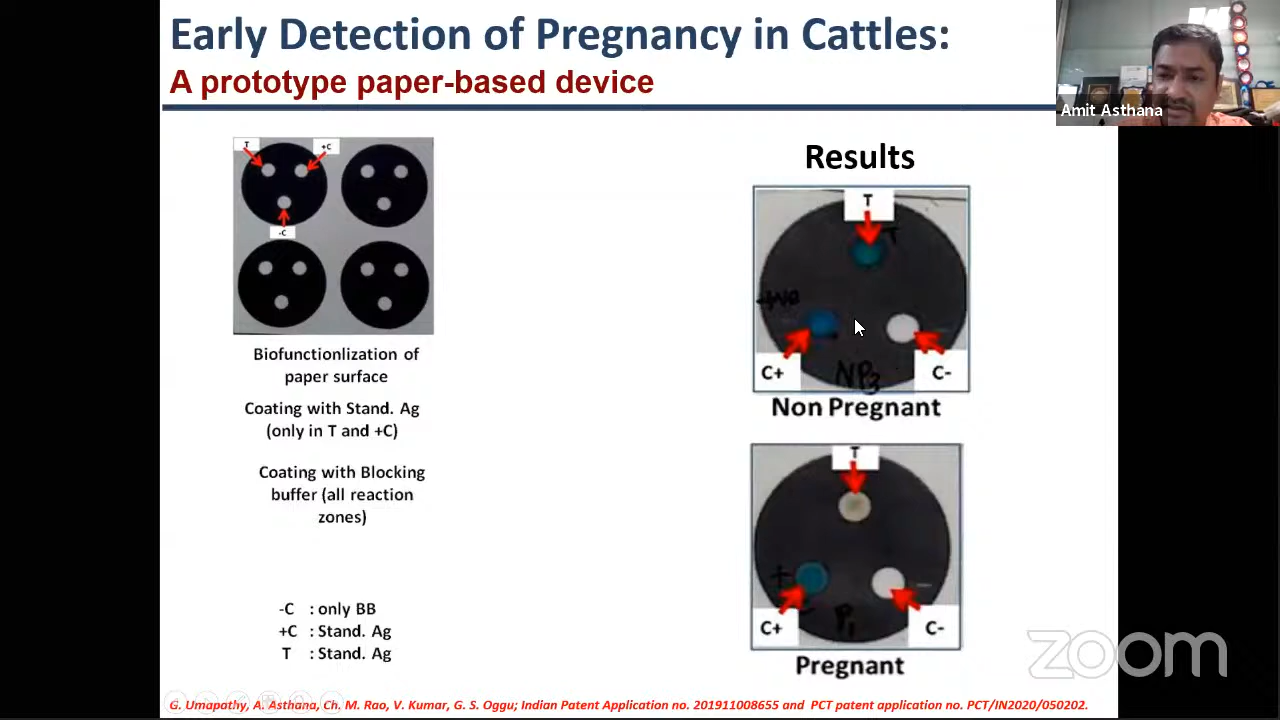 Early Detection of Pregnancy in Cattles:
A prototype paper-based device
Amit Asthana
T
+C
-C
Biofunctionlization of
paper surface
Coating with Stand. Ag
(only in T and +C)
Coating with Blocking
buffer (all reaction
zones)
-C : only BB
+C : Stand. Ag
T : Stand. Ag
Results
T
T
+Ve
C+
NP3
C-
Non Pregnant
T
+
C+
P1
C-
Pregnant
zoom
G. Umapathy, A. Asthana, Ch. M. Rao, V. Kumar, G. S. Oggu; Indian Patent Application no. 201911008655 and PCT patent application no. PCT/IN2020/050202.